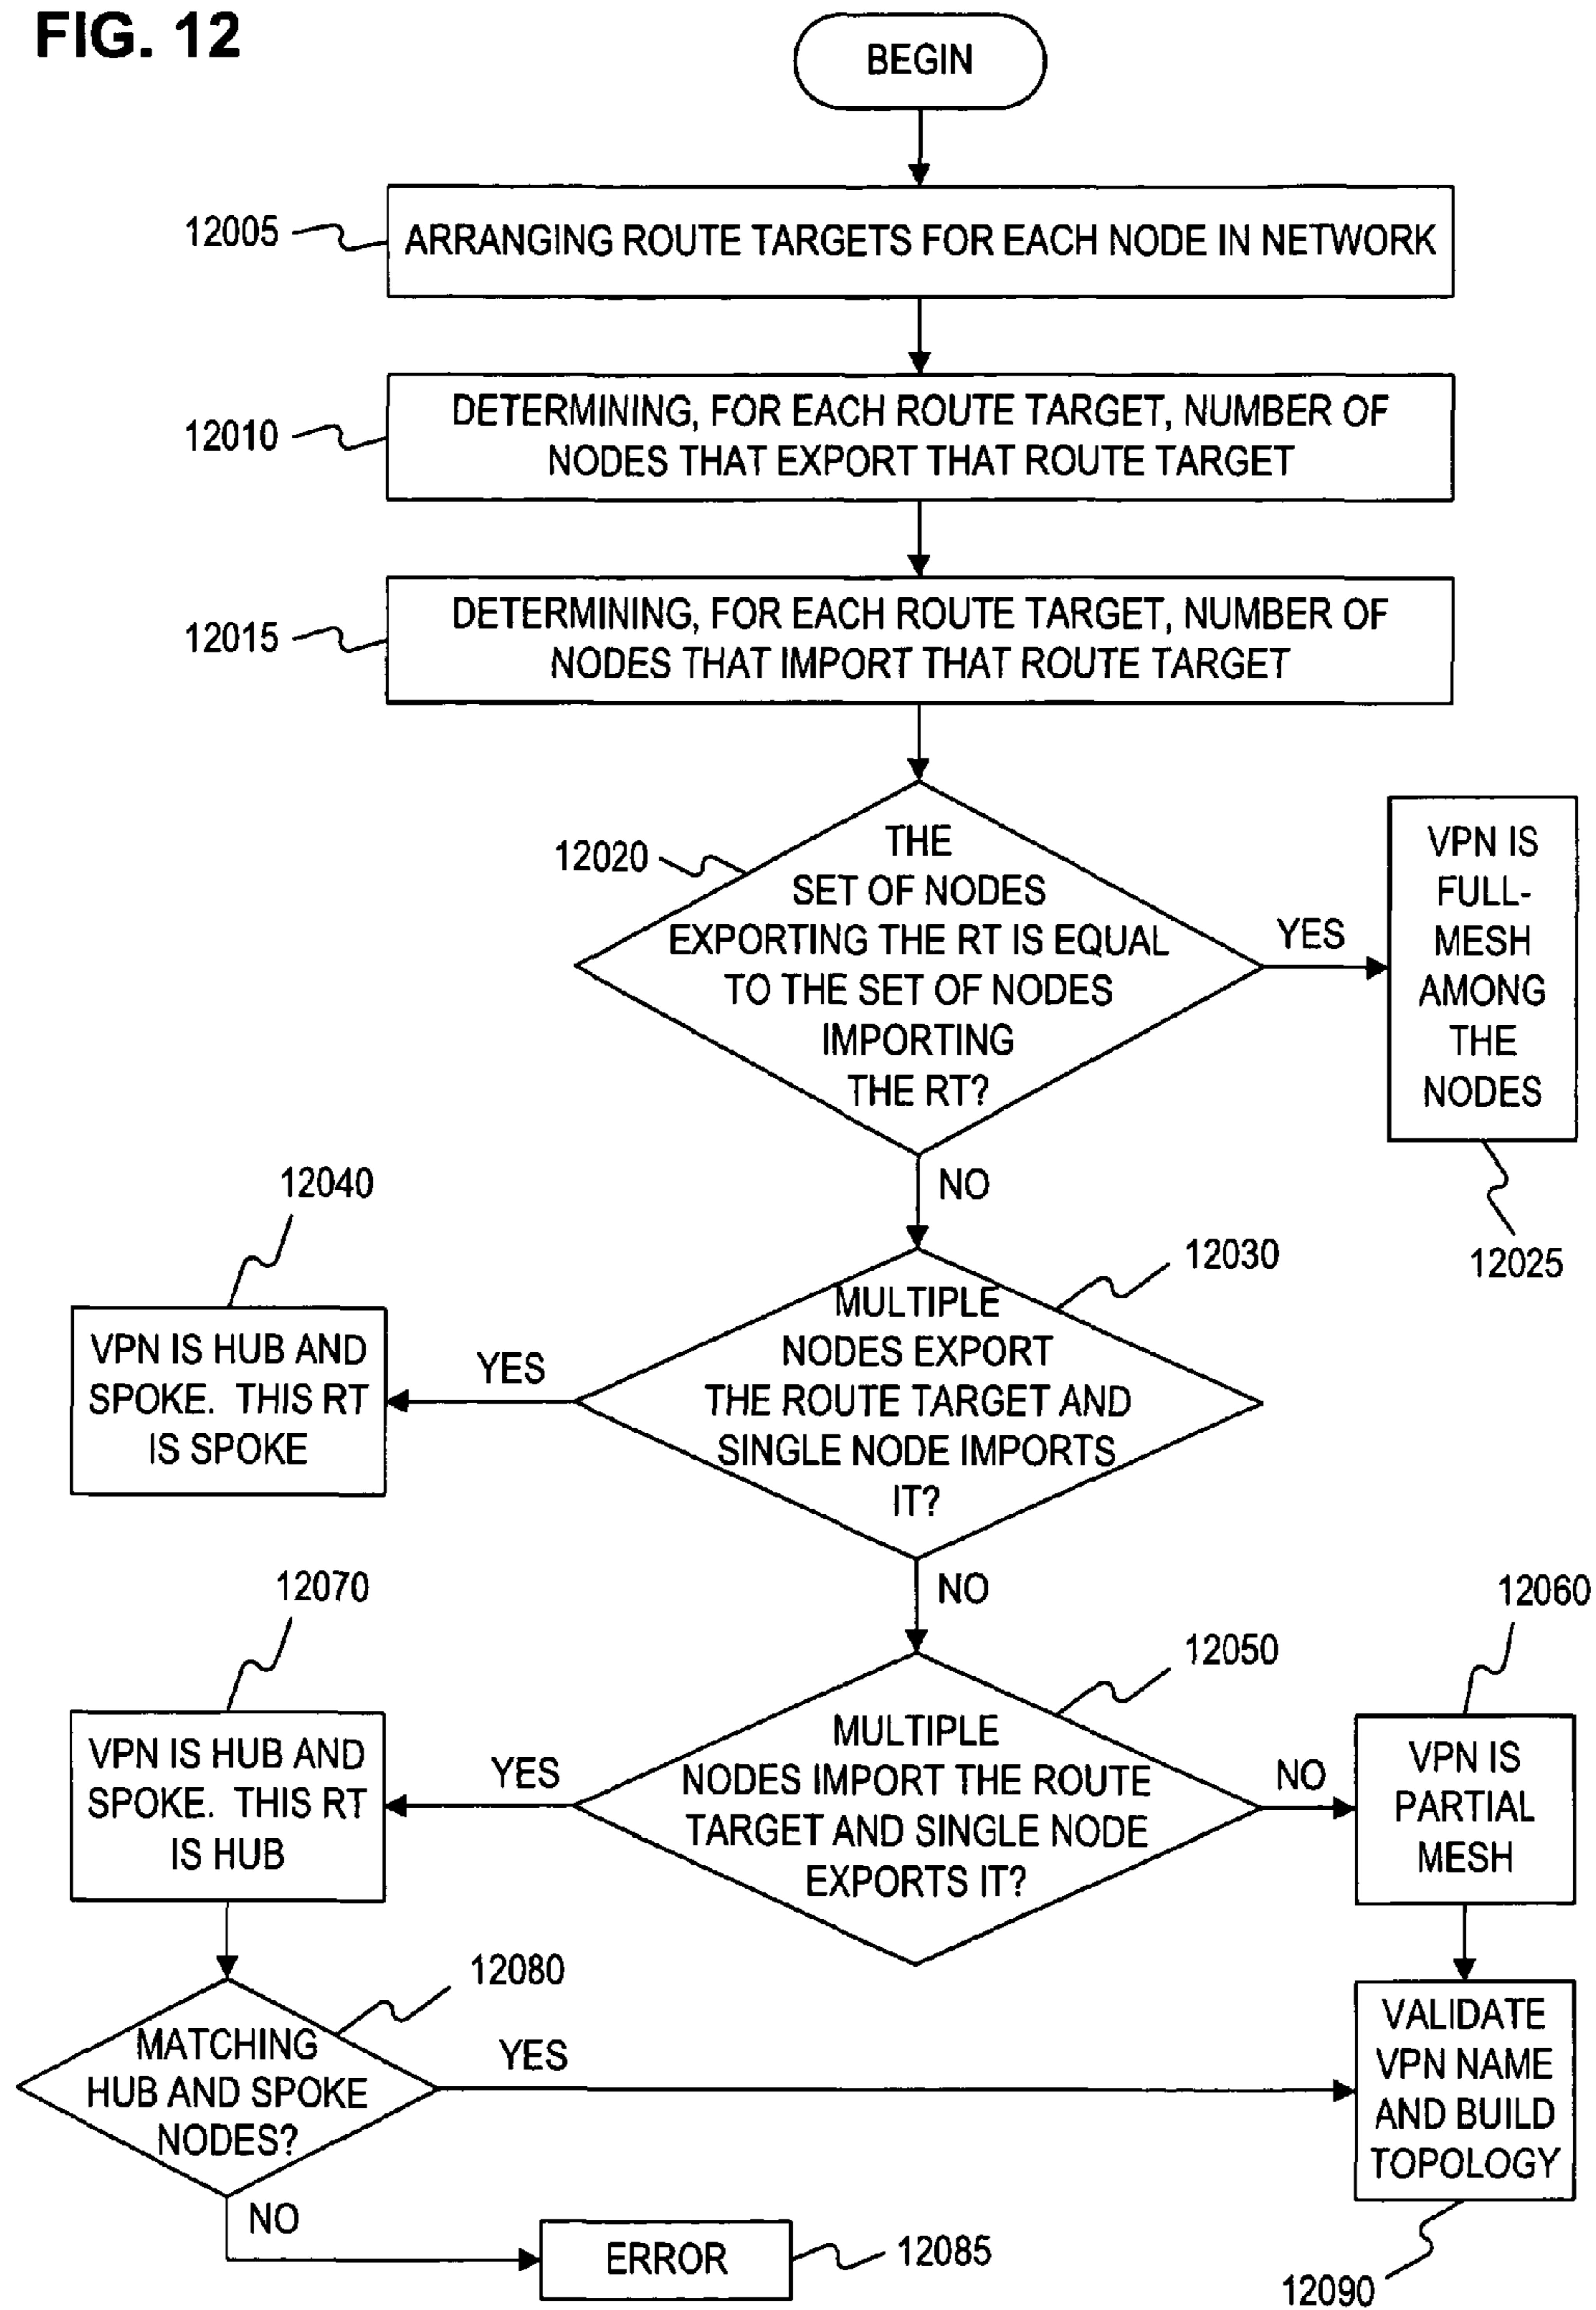 FIG. 12
BEGIN
12005
ARRANGING ROUTE TARGETS FOR EACH NODE IN NETWORK
12010
DETERMINING, FOR EACH ROUTE TARGET, NUMBER OF
NODES THAT EXPORT THAT ROUTE TARGET
12015
DETERMINING, FOR EACH ROUTE TARGET, NUMBER OF
NODES THAT IMPORT THAT ROUTE TARGET
12020
THE
SET OF NODES
EXPORTING THE RT IS EQUAL
TO THE SET OF NODES
IMPORTING
THE RT?
YES
VPN IS
FULL-
MESH
AMONG
THE
NODES
12025
NO
12040
VPN IS HUB AND
SPOKE. THIS RT
IS SPOKE
YES
12030
MULTIPLE
NODES EXPORT
THE ROUTE TARGET AND
SINGLE NODE IMPORTS
IT?
NO
12070
VPN IS HUB AND
SPOKE. THIS RT
IS HUB
YES
12050
MULTIPLE
NODES IMPORT THE ROUTE
TARGET AND SINGLE NODE
EXPORTS IT?
NO
12060
VPN IS
PARTIAL
MESH
12080
MATCHING
HUB AND SPOKE
NODES?
YES
VALIDATE
VPN NAME
AND BUILD
TOPOLOGY
12090
NO
ERROR
12085